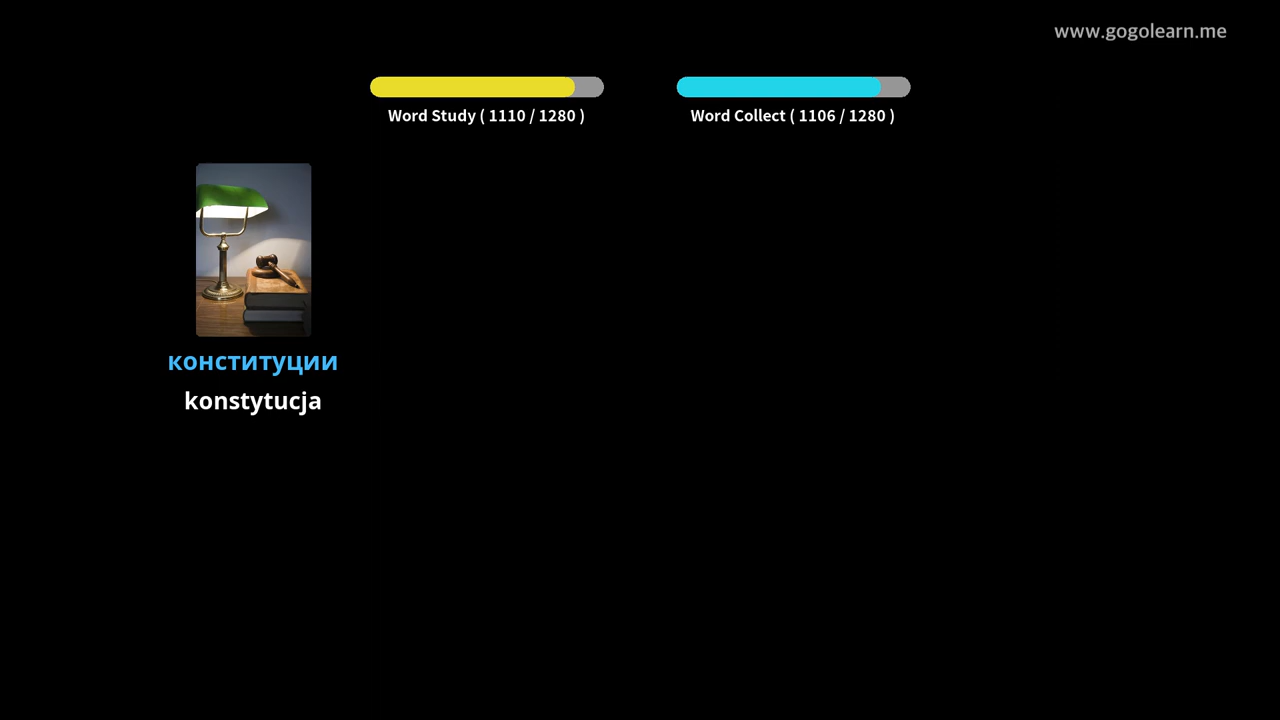 www.gogolearn.me
Word Study ( 1110 / 1280 )
Word Collect ( 1106 / 1280 )
конституции
konstytucja